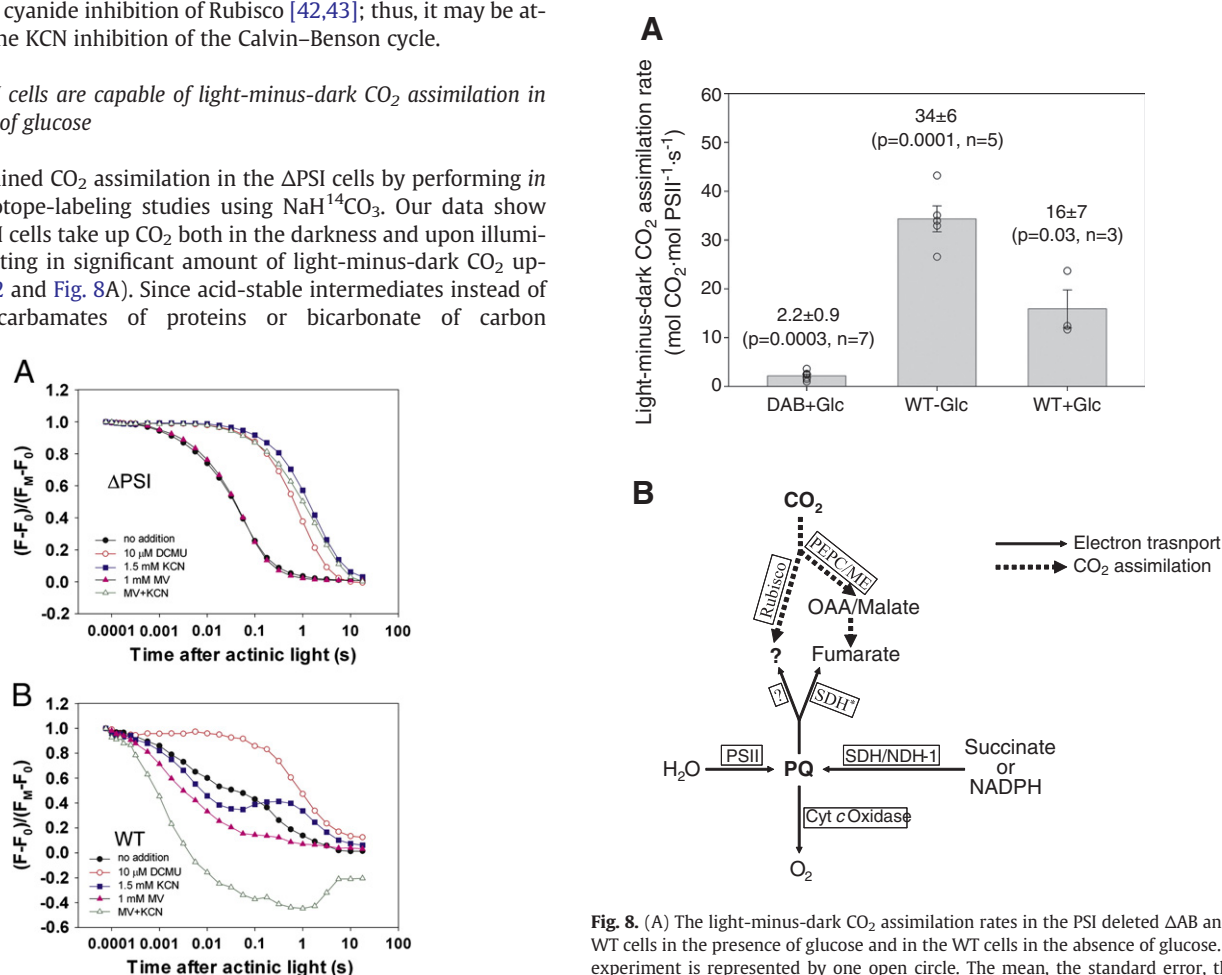 cyanide inhibition of Rubisco [42,43]; thus, it may be at-
ne KCN inhibition of the Calvin–Benson cycle.
cells are capable of light-minus-dark CO₂ assimilation in
of glucose
ined CO₂ assimilation in the ΔPSI cells by performing in
otope-labeling studies using NaH¹⁴CO₃. Our data show
I cells take up CO₂ both in the darkness and upon illumi-
ting in significant amount of light-minus-dark CO₂ up-
2 and Fig. 8A). Since acid-stable intermediates instead of
carbamates of proteins or bicarbonate of carbon
A
1.2
1.0
0.8
0.6
0.4
0.2
0.0
-0.2
(F-F₀)/(F_M-F₀)
ΔPSI
no addition
10 μM DCMU
1.5 mM KCN
1 mM MV
MV+KCN
0.0001 0.001 0.01 0.1 1 10 100
Time after actinic light (s)
B
1.2
1.0
0.8
0.6
0.4
0.2
0.0
-0.2
-0.4
-0.6
(F-F₀)/(F_M-F₀)
WT
no addition
10 μM DCMU
1.5 mM KCN
1 mM MV
MV+KCN
0.0001 0.001 0.01 0.1 1 10 100
Time after actinic light (s)
A
Light-minus-dark CO₂ assimilation rate
(mol CO₂·mol PSII⁻¹·s⁻¹)
60
50
40
30
20
10
0
2.2±0.9
(p=0.0003, n=7)
34±6
(p=0.0001, n=5)
16±7
(p=0.03, n=3)
DAB+Glc WT-Glc WT+Glc
B
CO₂
Rubisco
PEPC/ME
OAA/Malate
?
Fumarate
?
SDH*
H₂O
PSII
PQ
SDH/NDH-1
Succinate
or
NADPH
Cyt c Oxidase
O₂
Electron trasnport
CO₂ assimilation
Fig. 8. (A) The light-minus-dark CO₂ assimilation rates in the PSI deleted ΔAB an
WT cells in the presence of glucose and in the WT cells in the absence of glucose.
experiment is represented by one open circle. The mean, the standard error, th